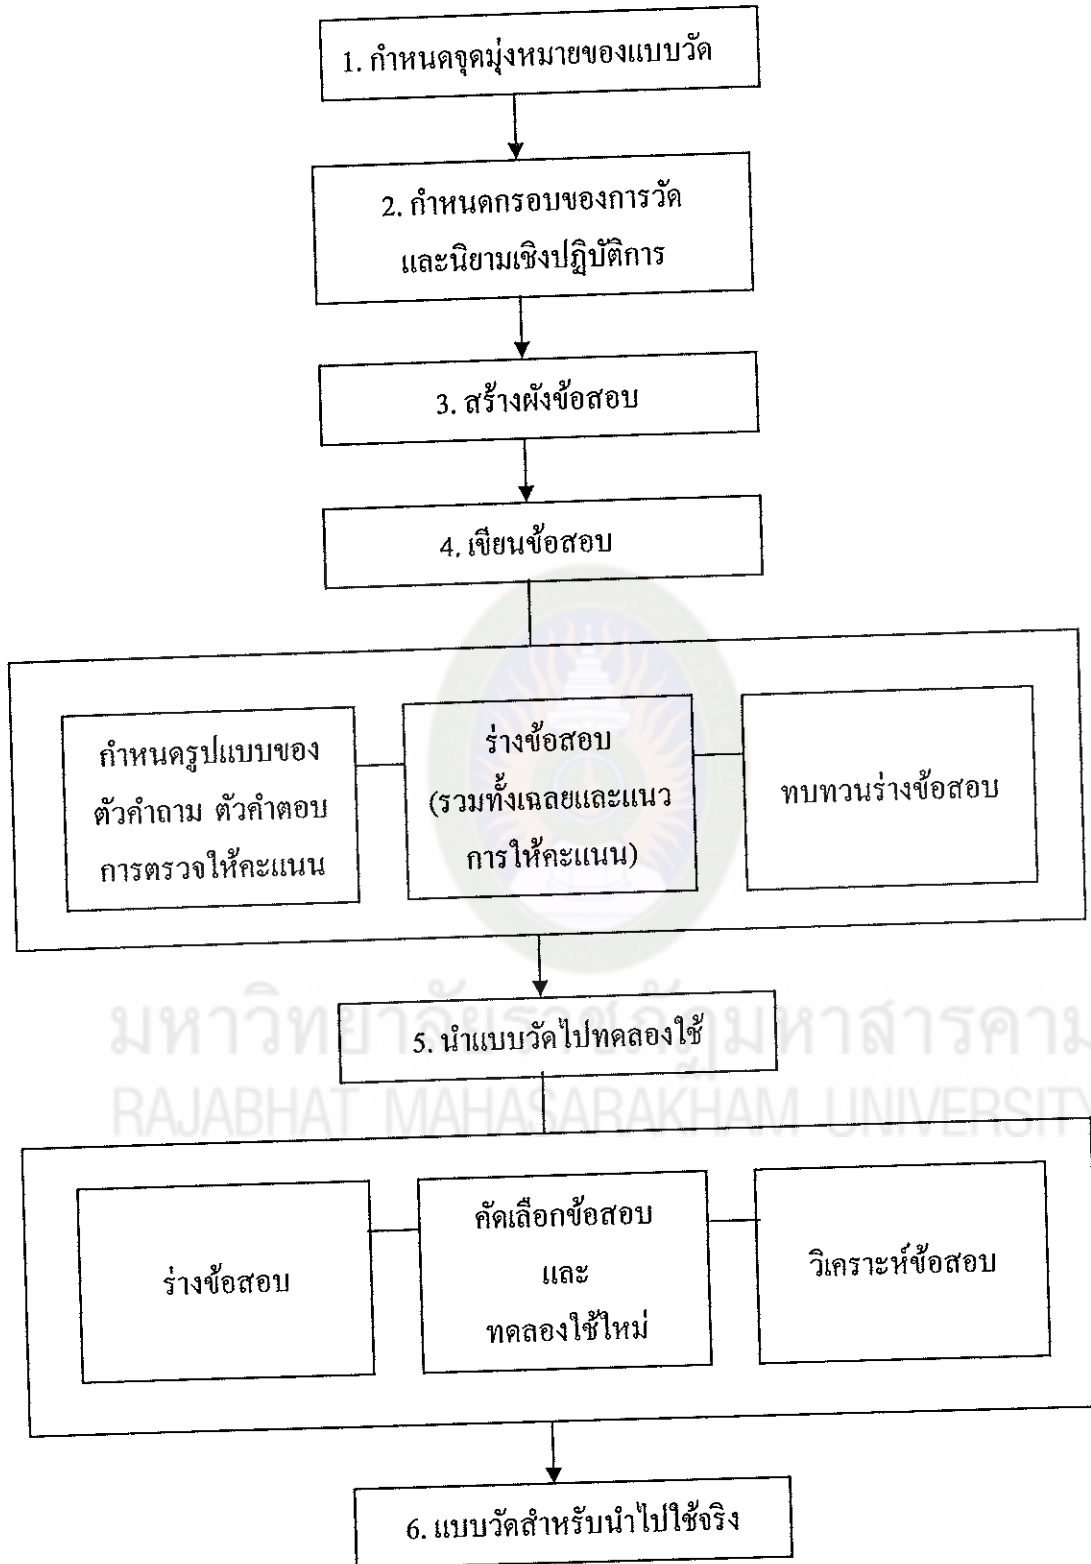 1. กำหนดจุดมุ่งหมายของแบบวัด
2. กำหนดกรอบของการวัด
และนิยามเชิงปฏิบัติการ
3. สร้างผังข้อสอบ
4. เขียนข้อสอบ
กำหนดรูปแบบของ
ตัวคำถาม ตัวคำตอบ
การตรวจให้คะแนน
ร่างข้อสอบ
(รวมทั้งเฉลยและแนว
การให้คะแนน)
ทบทวนร่างข้อสอบ
มหาวิทยาลัยราชภัฏมหาสารคาม
RAJABHAT MAHASARAKHAM UNIVERSITY
5. นำแบบวัดไปทดลองใช้
ร่างข้อสอบ
คัดเลือกข้อสอบ
และ
ทดลองใช้ใหม่
วิเคราะห์ข้อสอบ
6. แบบวัดสำหรับนำไปใช้จริง